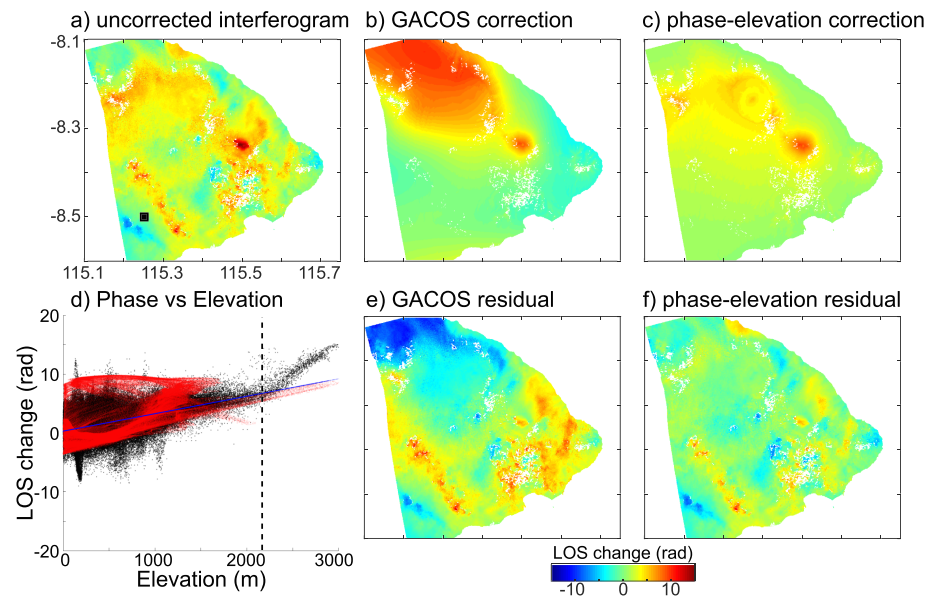 a) uncorrected interferogram
b) GACOS correction
c) phase-elevation correction
-8.1
-8.3
-8.5
115.1 115.3 115.5 115.7
d) Phase vs Elevation
e) GACOS residual
f) phase-elevation residual
20
10
0
-10
-20
LOS change (rad)
0 1000 2000 3000
Elevation (m)
LOS change (rad)
-10 0 10